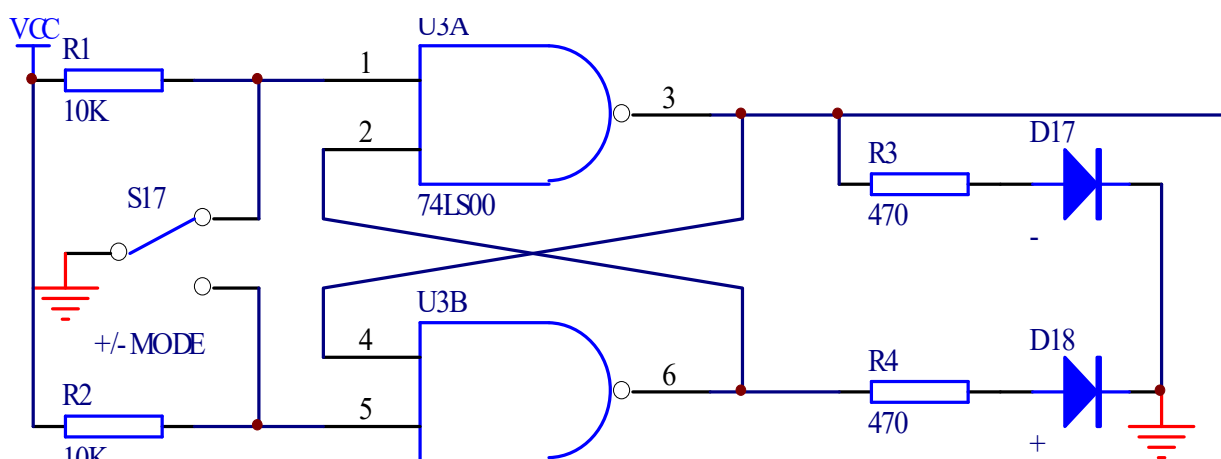 VCC
U3A
R1
1
10K
3
2
D17
R3
S17
74LS00
470
-
U3B
+/- MODE
4
D18
R4
6
R2
5
470
+
10K